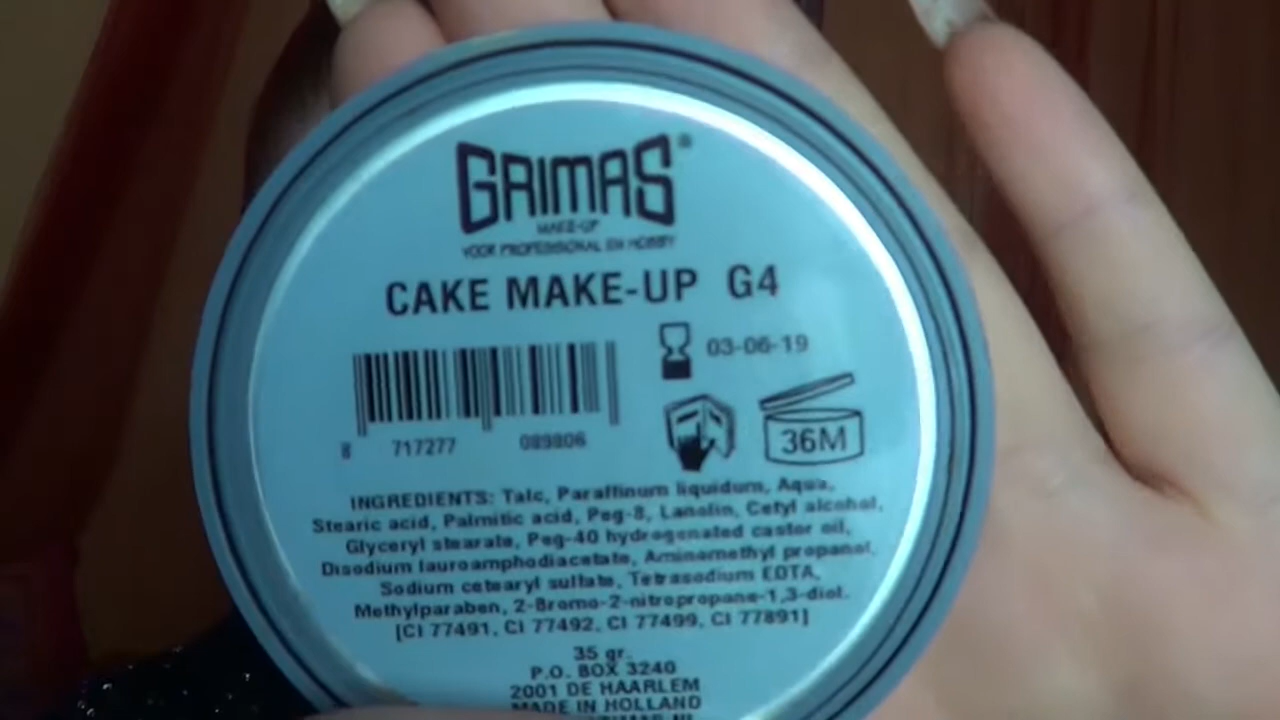 GRIMAS®
MAKE-UP
VOOR PROFESSIONAL EN HOBBY
CAKE MAKE-UP G4
03-06-19
36M
8 717277 089806
INGREDIENTS: Talc, Paraffinum liquidum, Aqua,
Stearic acid, Palmitic acid, Peg-8, Lanolin, Cetyl alcohol,
Glyceryl stearate, Peg-40 hydrogenated castor oil,
Disodium lauroamphodiacetate, Aminomethyl propanol,
Sodium cetearyl sulfate, Tetrasodium EDTA,
Methylparaben, 2-Bromo-2-nitropropane-1,3-diol.
[CI 77491, CI 77492, CI 77499, CI 77891]
35 gr.
P.O. BOX 3240
2001 DE HAARLEM
MADE IN HOLLAND